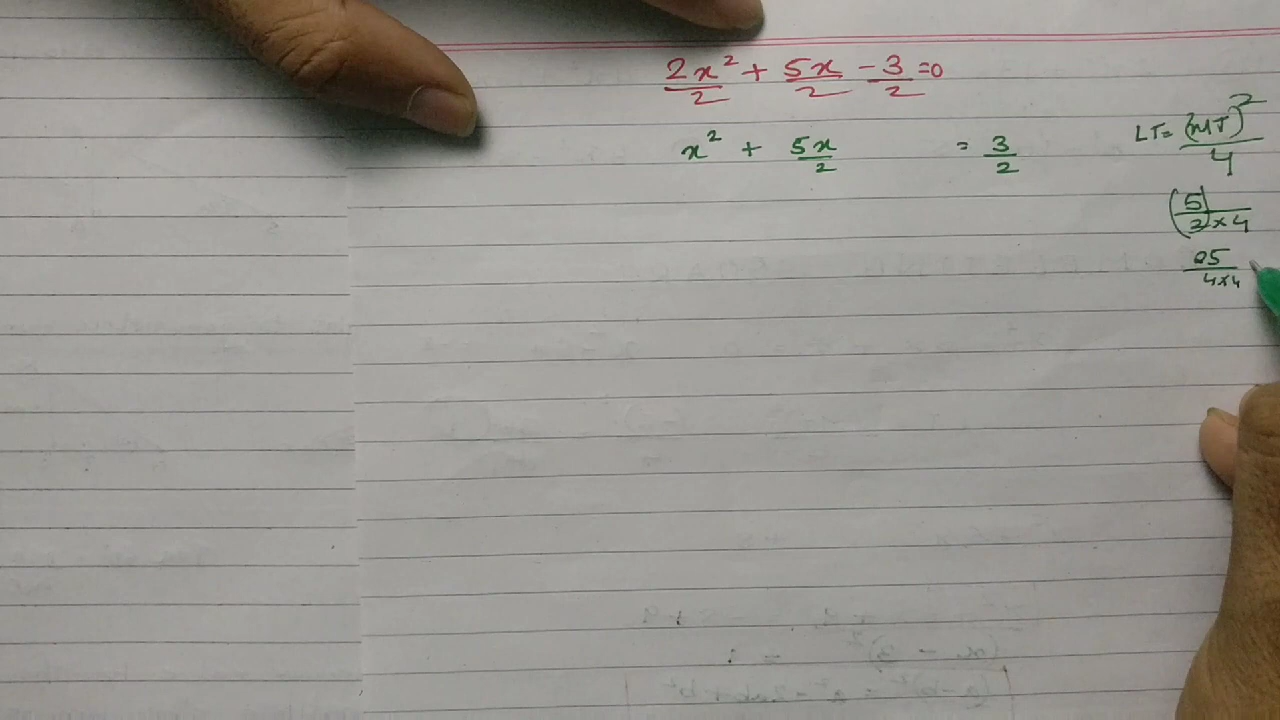 2x²/2 + 5x/2 - 3/2 = 0
x² + 5x/2 = 3/2
LT = (MT)²/4
(5/2) × 4
25/4×4